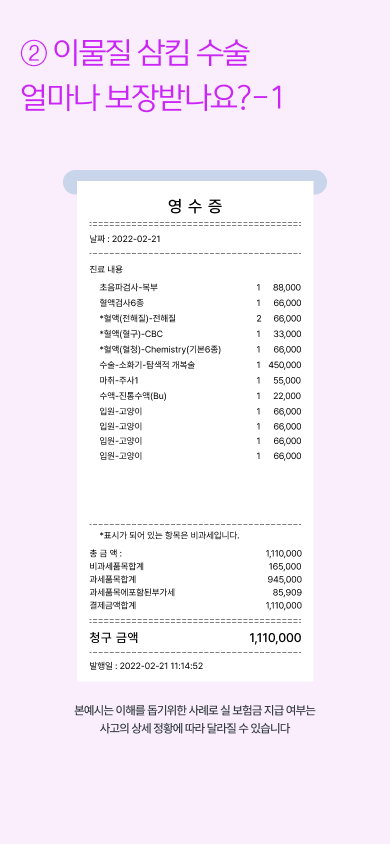 ② 이물질 삼킴 수술
얼마나 보장받나요?-1
영 수 증
날짜 : 2022-02-21
진료 내용
초음파검사-복부 1 88,000
혈액검사6종 1 66,000
*혈액(전해질)-전해질 2 66,000
*혈액(혈구)-CBC 1 33,000
*혈액(혈청)-Chemistry(기본6종) 1 66,000
수술-소화기-탐색적 개복술 1 450,000
마취-주사1 1 55,000
수액-진통수액(Bu) 1 22,000
입원-고양이 1 66,000
입원-고양이 1 66,000
입원-고양이 1 66,000
입원-고양이 1 66,000
*표시가 되어 있는 항목은 비과세입니다.
총 금 액 : 1,110,000
비과세품목합계 165,000
과세품목합계 945,000
과세품목에포함된부가세 85,909
결제금액합계 1,110,000
청구 금액 1,110,000
발행일 : 2022-02-21 11:14:52
본예시는 이해를 돕기위한 사례로 실 보험금 지급 여부는
사고의 상세 정황에 따라 달라질 수 있습니다